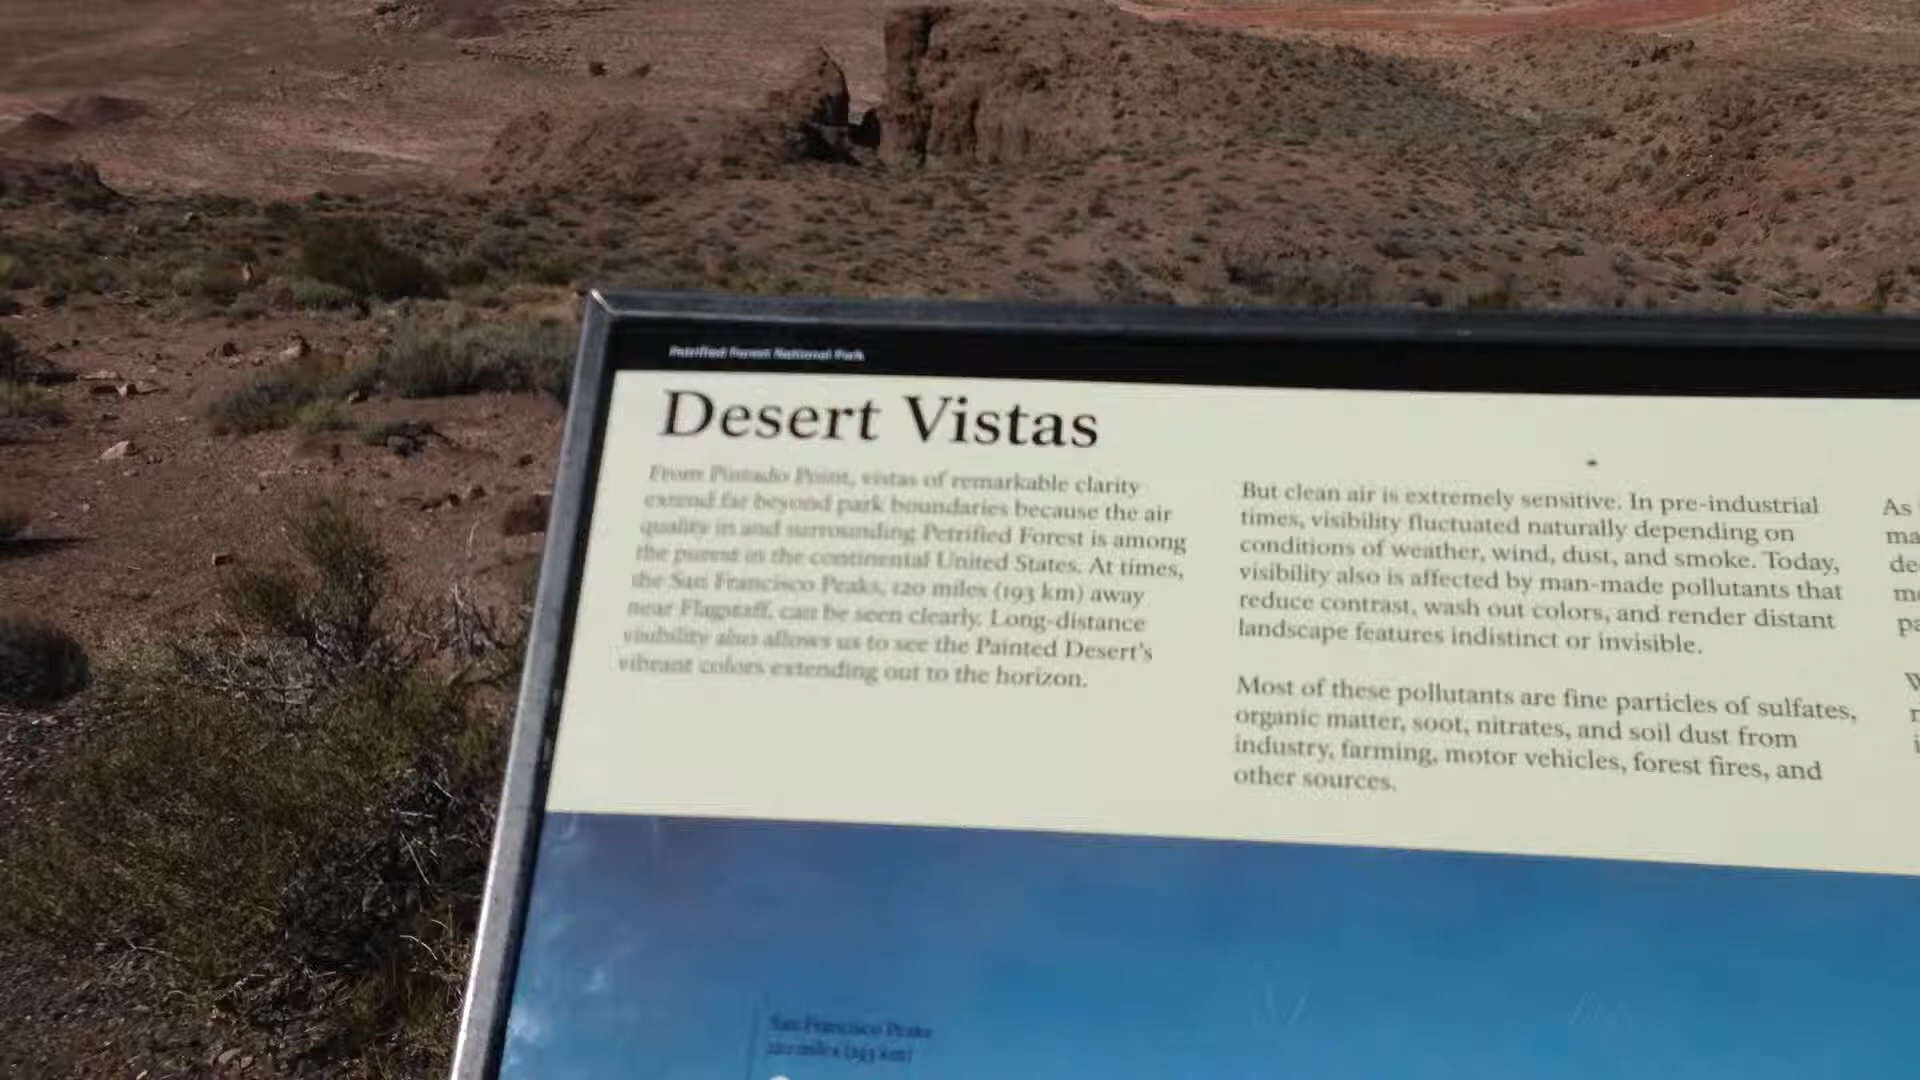 Petrified Forest National Park
Desert Vistas
From Pintado Point, vistas of remarkable clarity
extend far beyond park boundaries because the air
quality in and surrounding Petrified Forest is among
the purest in the continental United States. At times,
the San Francisco Peaks, 120 miles (193 km) away
near Flagstaff, can be seen clearly. Long-distance
visibility also allows us to see the Painted Desert's
vibrant colors extending out to the horizon.
But clean air is extremely sensitive. In pre-industrial
times, visibility fluctuated naturally depending on
conditions of weather, wind, dust, and smoke. Today,
visibility also is affected by man-made pollutants that
reduce contrast, wash out colors, and render distant
landscape features indistinct or invisible.
Most of these pollutants are fine particles of sulfates,
organic matter, soot, nitrates, and soil dust from
industry, farming, motor vehicles, forest fires, and
other sources.
As
San Francisco Peaks
120 miles (193 km)